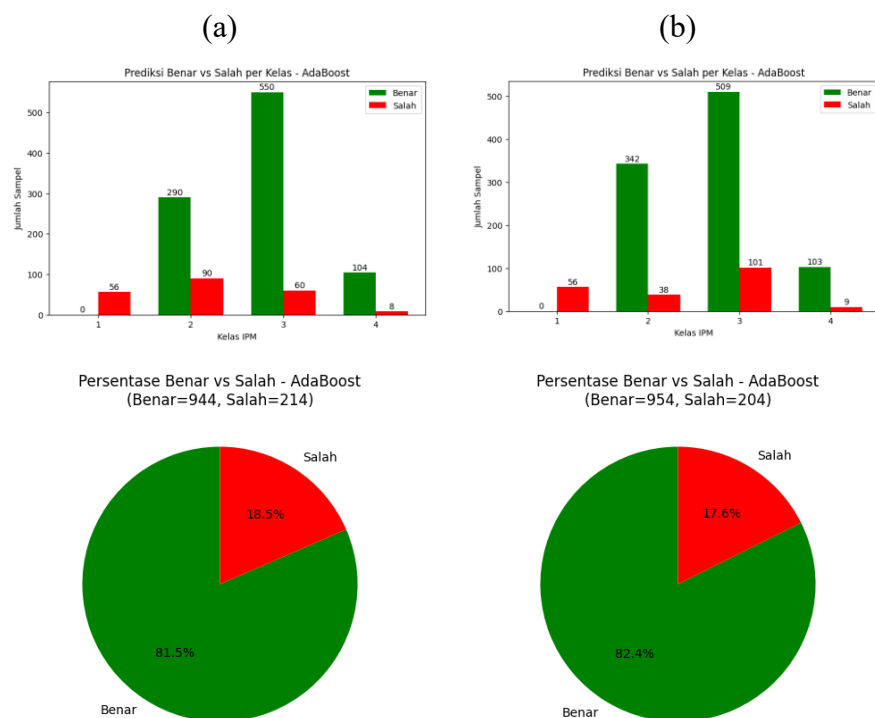 (a)
(b)
Prediksi Benar vs Salah per Kelas - AdaBoost
Benar
Salah
Jumlah Sampel
500
400
300
200
100
0
0
56
290
90
550
60
104
8
1
2
3
4
Kelas IPM
Prediksi Benar vs Salah per Kelas - AdaBoost
Benar
Salah
Jumlah Sampel
500
400
300
200
100
0
0
56
342
38
509
101
103
9
1
2
3
4
Kelas IPM
Persentase Benar vs Salah - AdaBoost
(Benar=944, Salah=214)
Salah
18.5%
81.5%
Benar
Persentase Benar vs Salah - AdaBoost
(Benar=954, Salah=204)
Salah
17.6%
82.4%
Benar